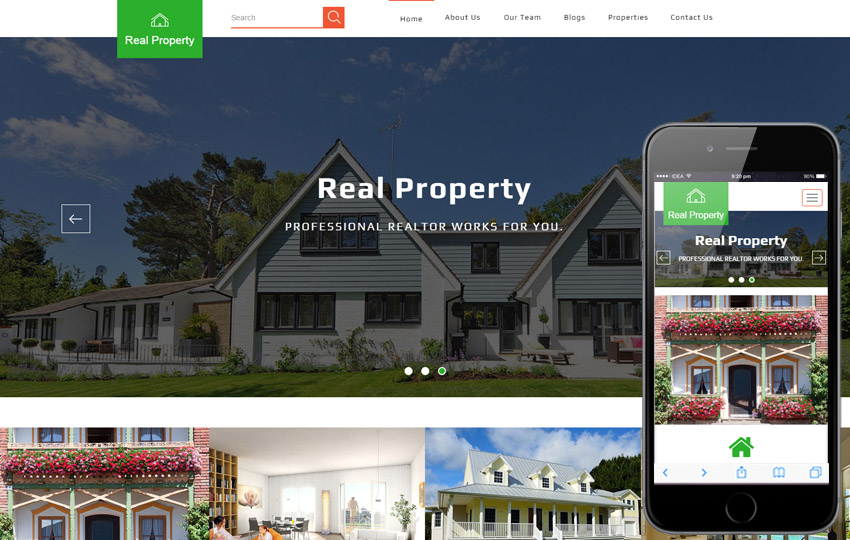 Real Property
Search
Home About Us Our Team Blogs Properties Contact Us
Real Property
PROFESSIONAL REALTOR WORKS FOR YOU.
IDEA 9:20 pm 90%
Real Property
Real Property
PROFESSIONAL REALTOR WORKS FOR YOU